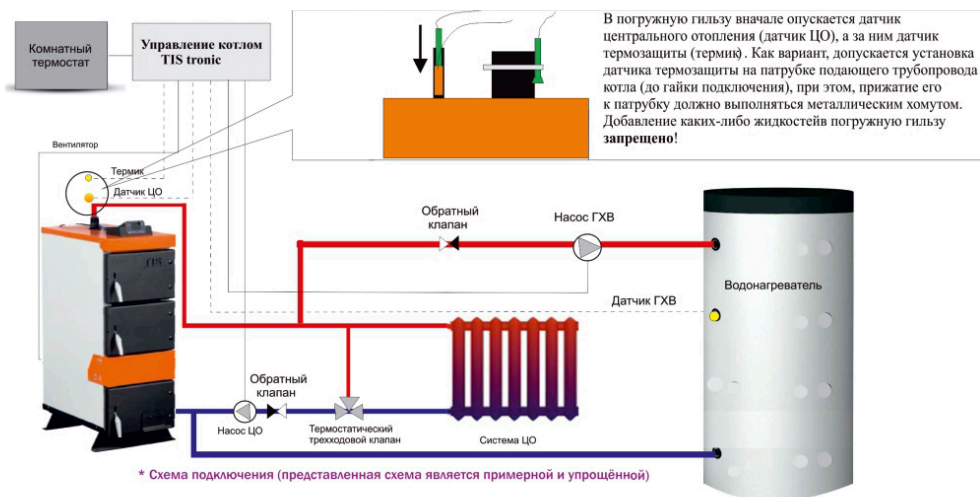 Комнатный
термостат
Управление котлом
TIS tronic
В погружную гильзу вначале опускается датчик
центрального отопления (датчик ЦО), а за ним датчик
термозащиты (термик). Как вариант, допускается установка
датчика термозащиты на патрубке подающего трубопровода
котла (до гайки подключения), при этом, прижатие его
к патрубку должно выполняться металлическим хомутом.
Добавление каких-либо жидкостейв погружную гильзу
запрещено!
Вентилятор
Термик
Датчик ЦО
TIS
Обратный
клапан
Насос ГХВ
Датчик ГХВ
Водонагреватель
Обратный
клапан
Насос ЦО
Термостатический
трехходовой клапан
Система ЦО
* Схема подключения (представленная схема является примерной и упрощённой)